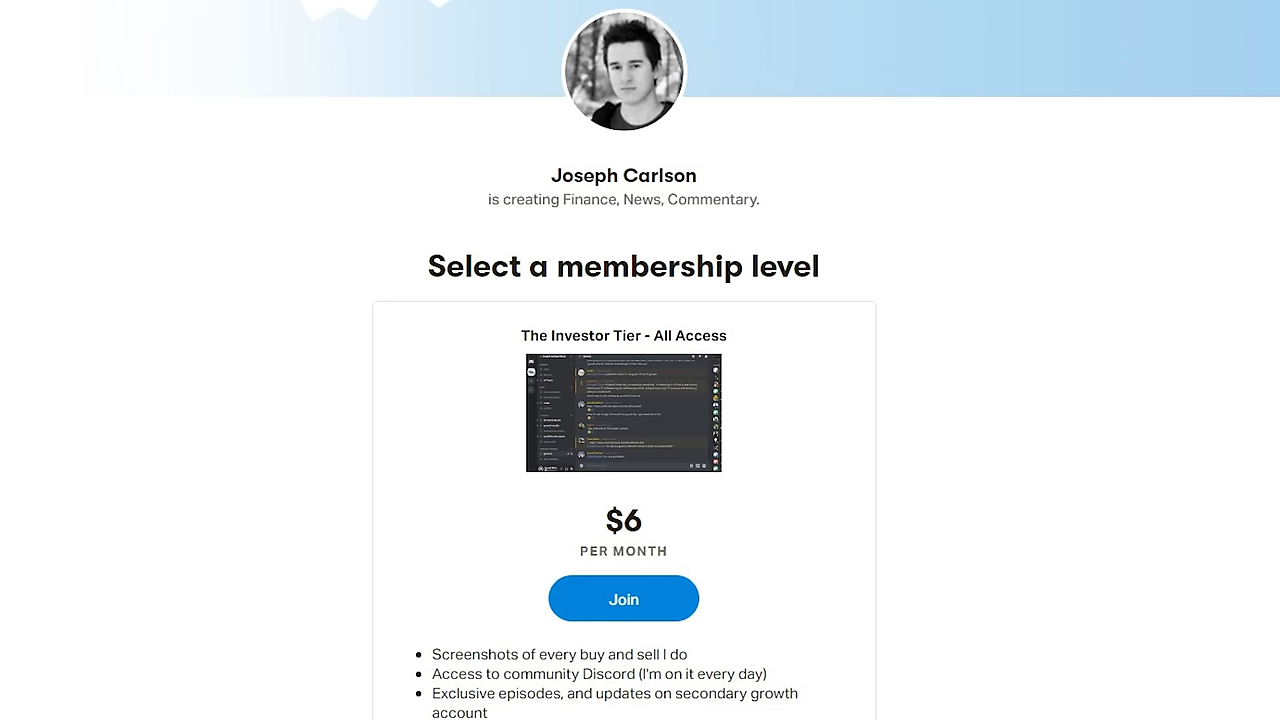 Joseph Carlson
is creating Finance, News, Commentary.
Select a membership level
The Investor Tier - All Access
$6
PER MONTH
Join
Screenshots of every buy and sell I do
Access to community Discord (I'm on it every day)
Exclusive episodes, and updates on secondary growth
account